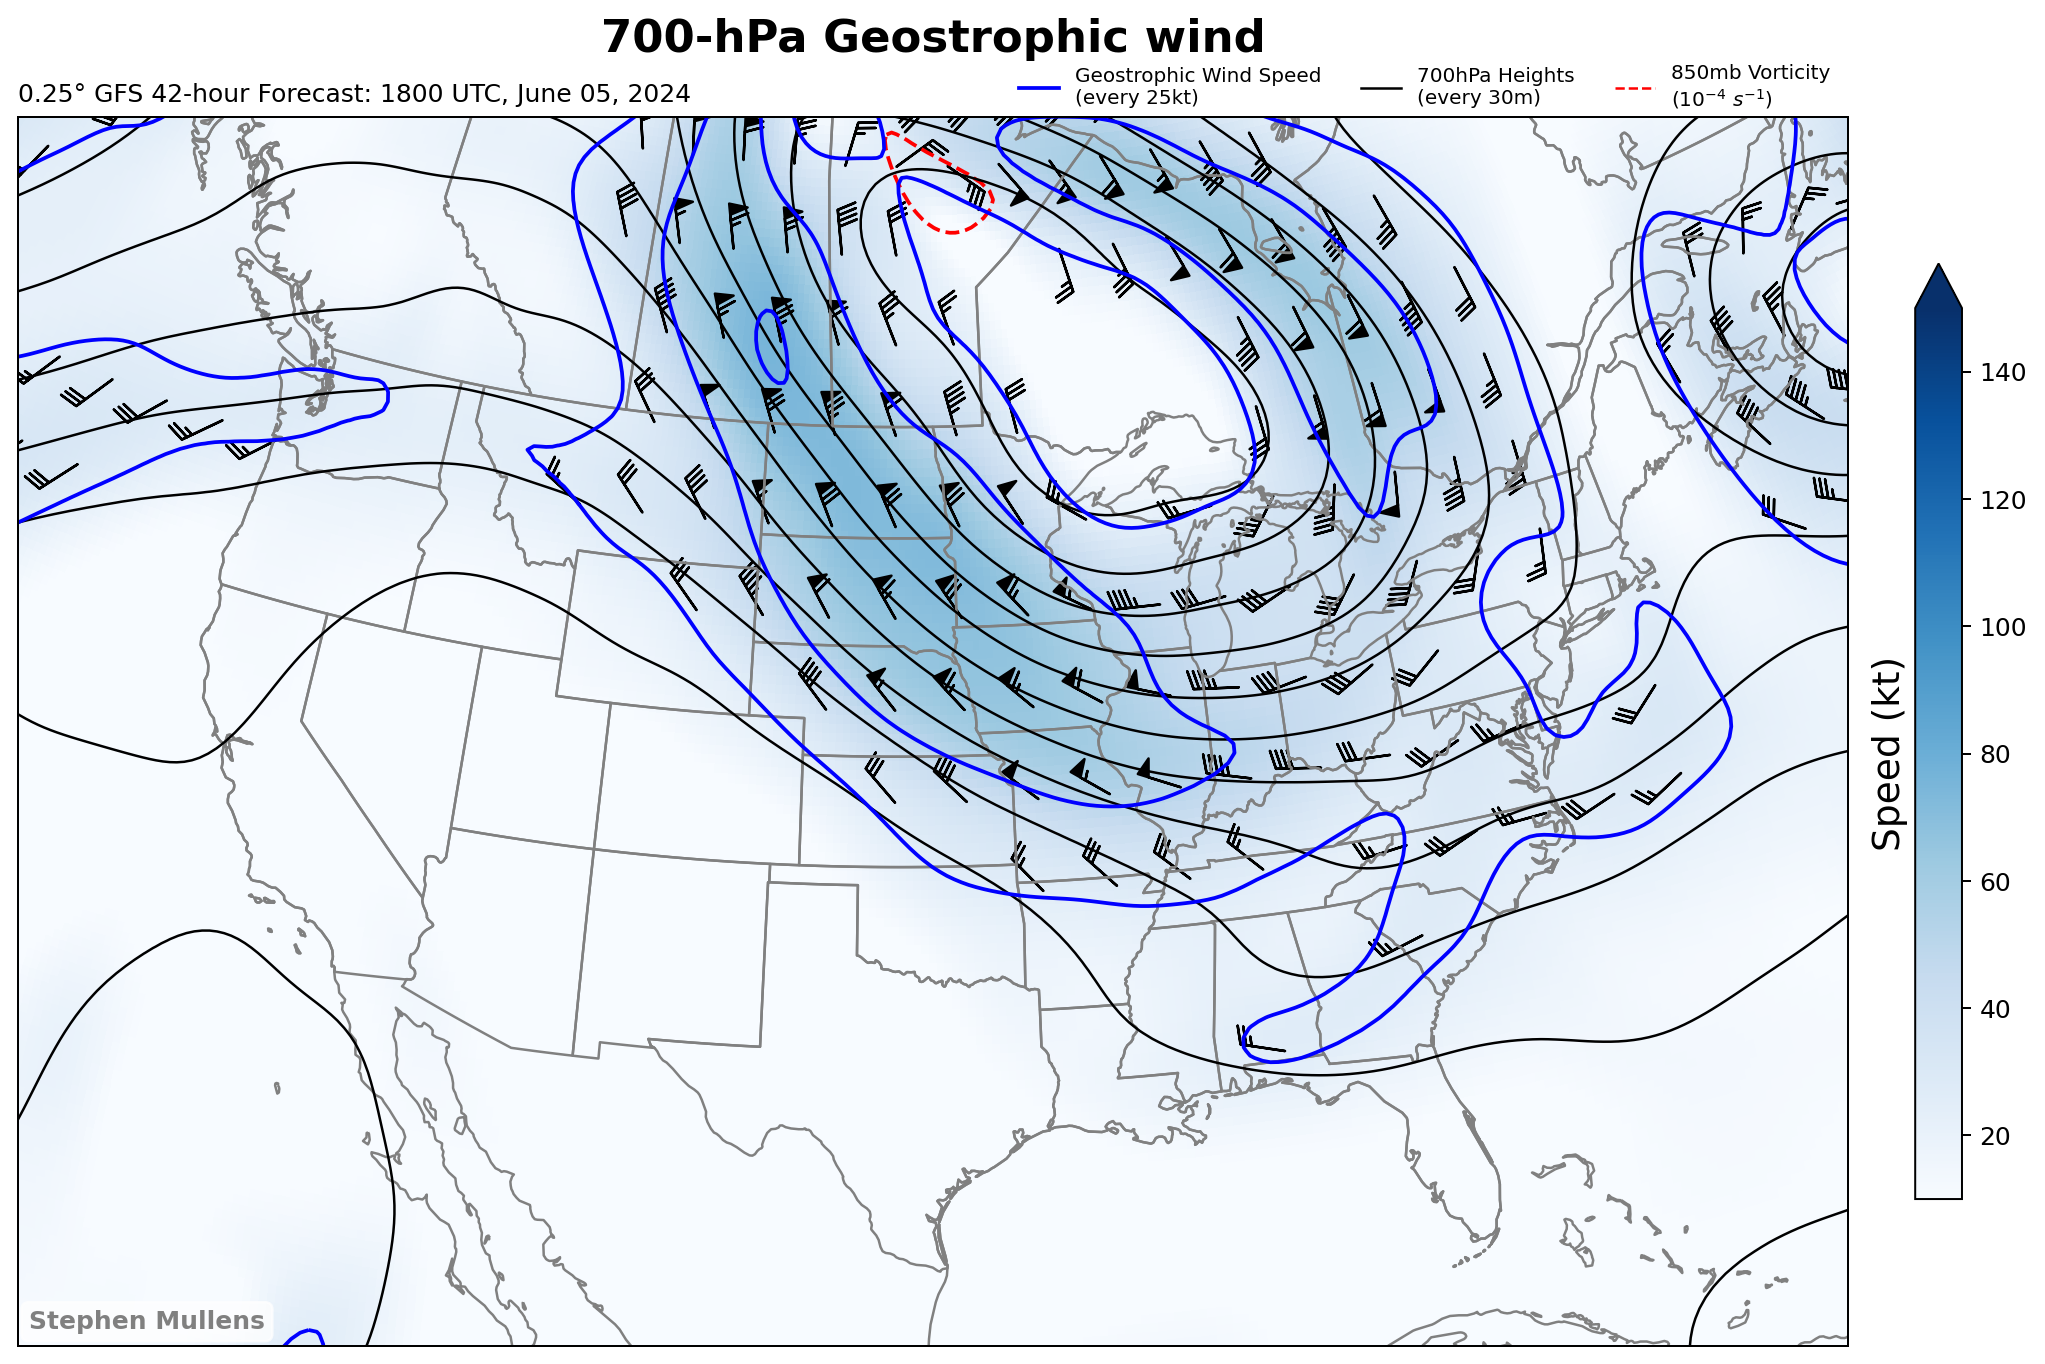 700-hPa Geostrophic wind
0.25° GFS 42-hour Forecast: 1800 UTC, June 05, 2024
Geostrophic Wind Speed
(every 25kt)
700hPa Heights
(every 30m)
850mb Vorticity
(10⁻⁴ s⁻¹)
140
120
100
80
60
40
20
Speed (kt)
Stephen Mullens